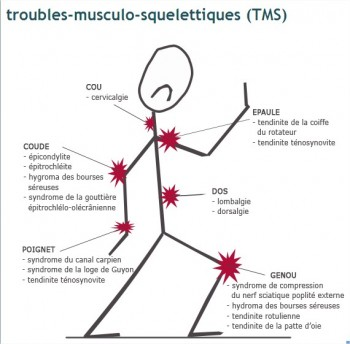 troubles-musculo-squelettiques (TMS)
COU
- cervicalgie
EPAULE
- tendinite de la coiffe
du rotateur
- tendinite ténosynovite
COUDE
- épicondylite
- épitrochléite
- hygroma des bourses
séreuses
- syndrome de la gouttière
épitrochléo-olécrânienne
DOS
- lombalgie
- dorsalgie
POIGNET
- syndrome du canal carpien
- syndrome de la loge de Guyon
- tendinite ténosynovite
GENOU
- syndrome de compression
du nerf sciatique poplité externe
- hydroma des bourses séreuses
- tendinite rotulienne
- tendinite de la patte d'oie